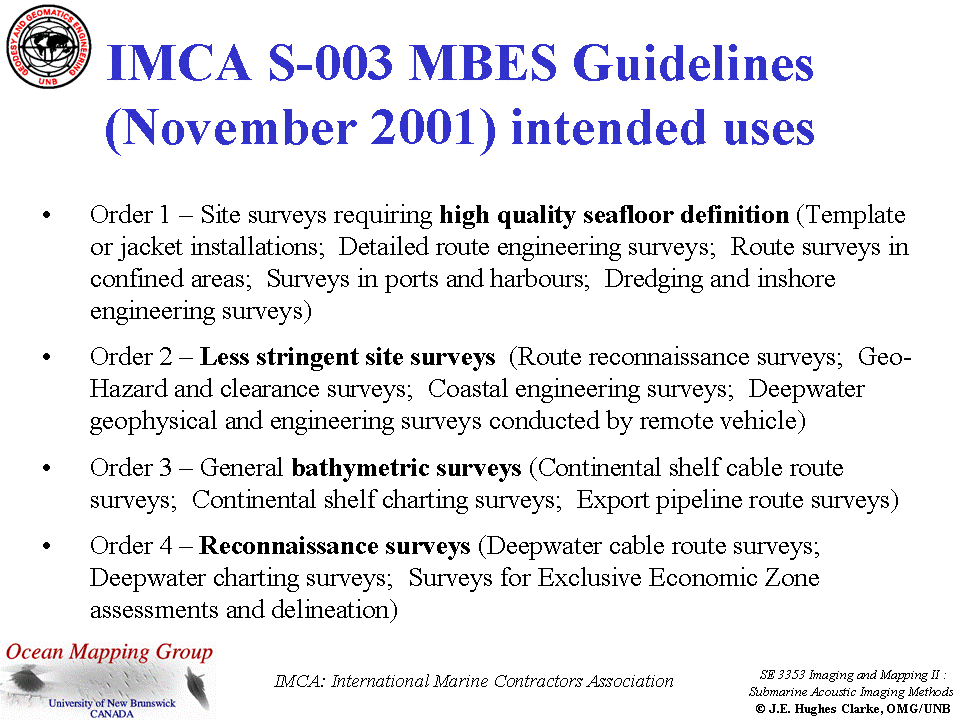 GEODESY AND GEOMATICS ENGINEERING
UNB
IMCA S-003 MBES Guidelines
(November 2001) intended uses
• Order 1 – Site surveys requiring high quality seafloor definition (Template
or jacket installations;  Detailed route engineering surveys;  Route surveys in
confined areas;  Surveys in ports and harbours;  Dredging and inshore
engineering surveys)
• Order 2 – Less stringent site surveys  (Route reconnaissance surveys;  Geo-
Hazard and clearance surveys;  Coastal engineering surveys;  Deepwater
geophysical and engineering surveys conducted by remote vehicle)
• Order 3 – General bathymetric surveys (Continental shelf cable route
surveys;  Continental shelf charting surveys;  Export pipeline route surveys)
• Order 4 – Reconnaissance surveys (Deepwater cable route surveys;
Deepwater charting surveys;  Surveys for Exclusive Economic Zone
assessments and delineation)
Ocean Mapping Group
University of New Brunswick
CANADA
IMCA: International Marine Contractors Association
SE 3353 Imaging and Mapping II :
Submarine Acoustic Imaging Methods
© J.E. Hughes Clarke, OMG/UNB